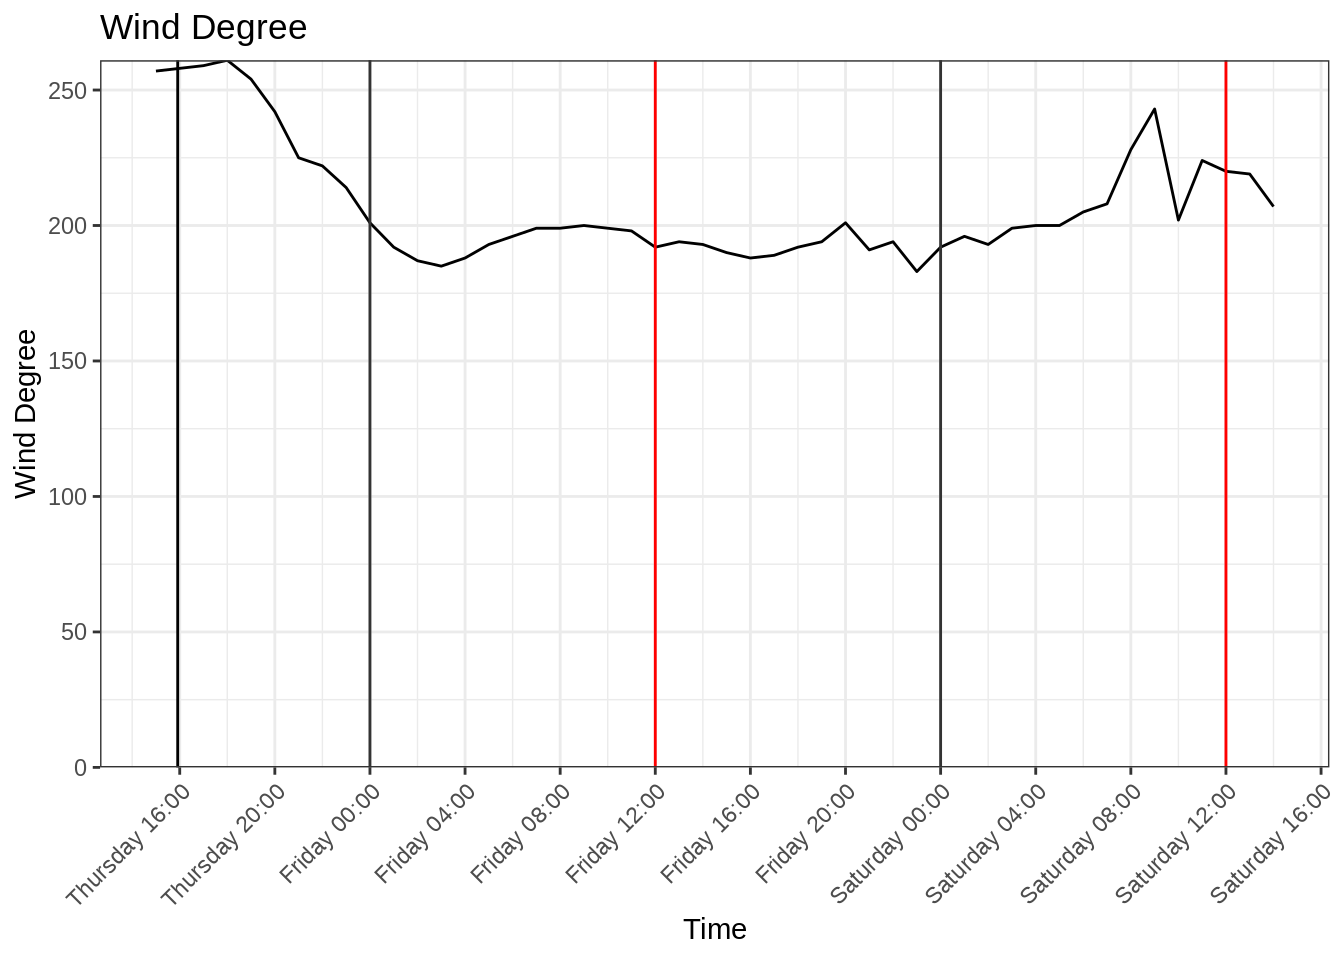 Wind Degree
Wind Degree
250
200
150
100
50
0
Thursday 16:00
Thursday 20:00
Friday 00:00
Friday 04:00
Friday 08:00
Friday 12:00
Friday 16:00
Friday 20:00
Saturday 00:00
Saturday 04:00
Saturday 08:00
Saturday 12:00
Saturday 16:00
Time